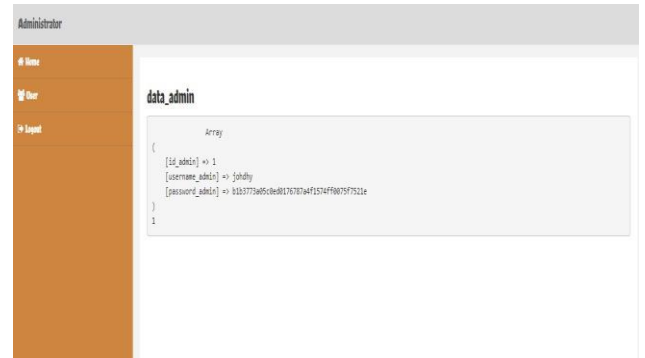 Administrator
Home
User
Logout
data_admin
Array
(
[id_admin] => 1
[username_admin] => johdhy
[password_admin] => b1b3773a05c0ed0176787a4f1574ff0075f7521e
)
1